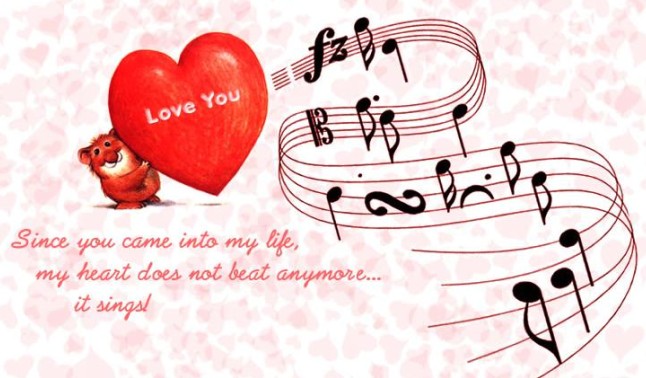 Love You
fz
Since you came into my life,
my heart does not beat anymore...
it sings!